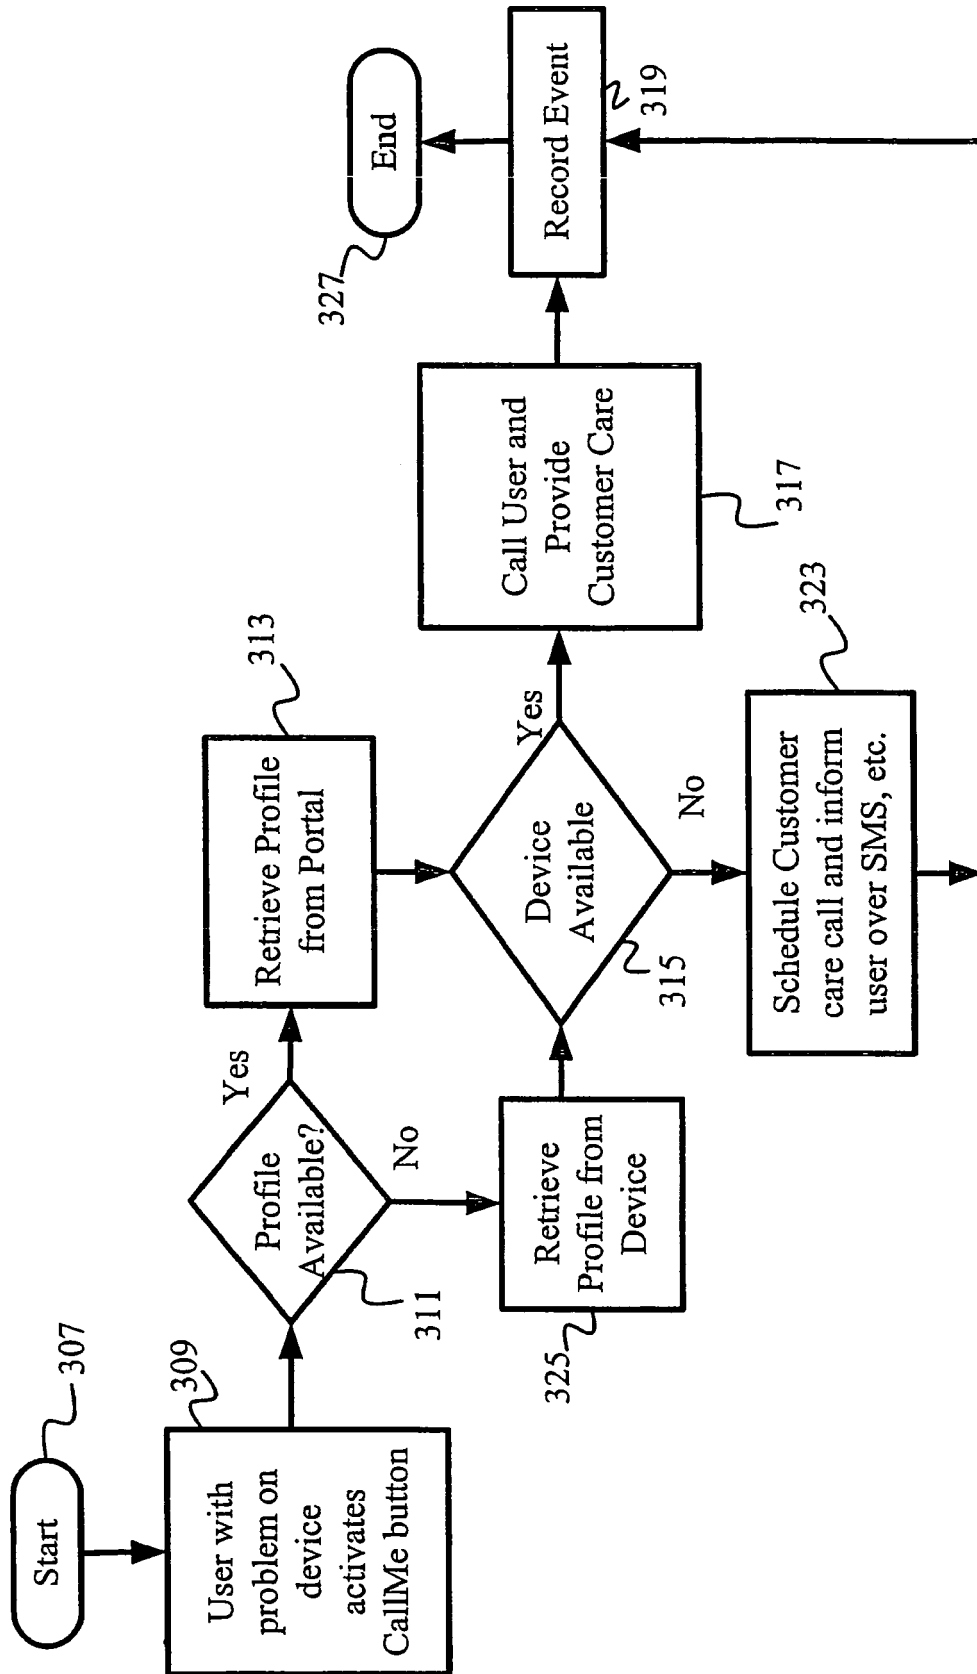 Start
307
User with
problem on
device
activates
CallMe button
309
Profile
Available?
311
Yes
No
Retrieve Profile
from Portal
313
Retrieve
Profile from
Device
325
Device
Available
315
Yes
No
Call User and
Provide
Customer Care
317
Schedule Customer
care call and inform
user over SMS, etc.
323
Record Event
319
End
327